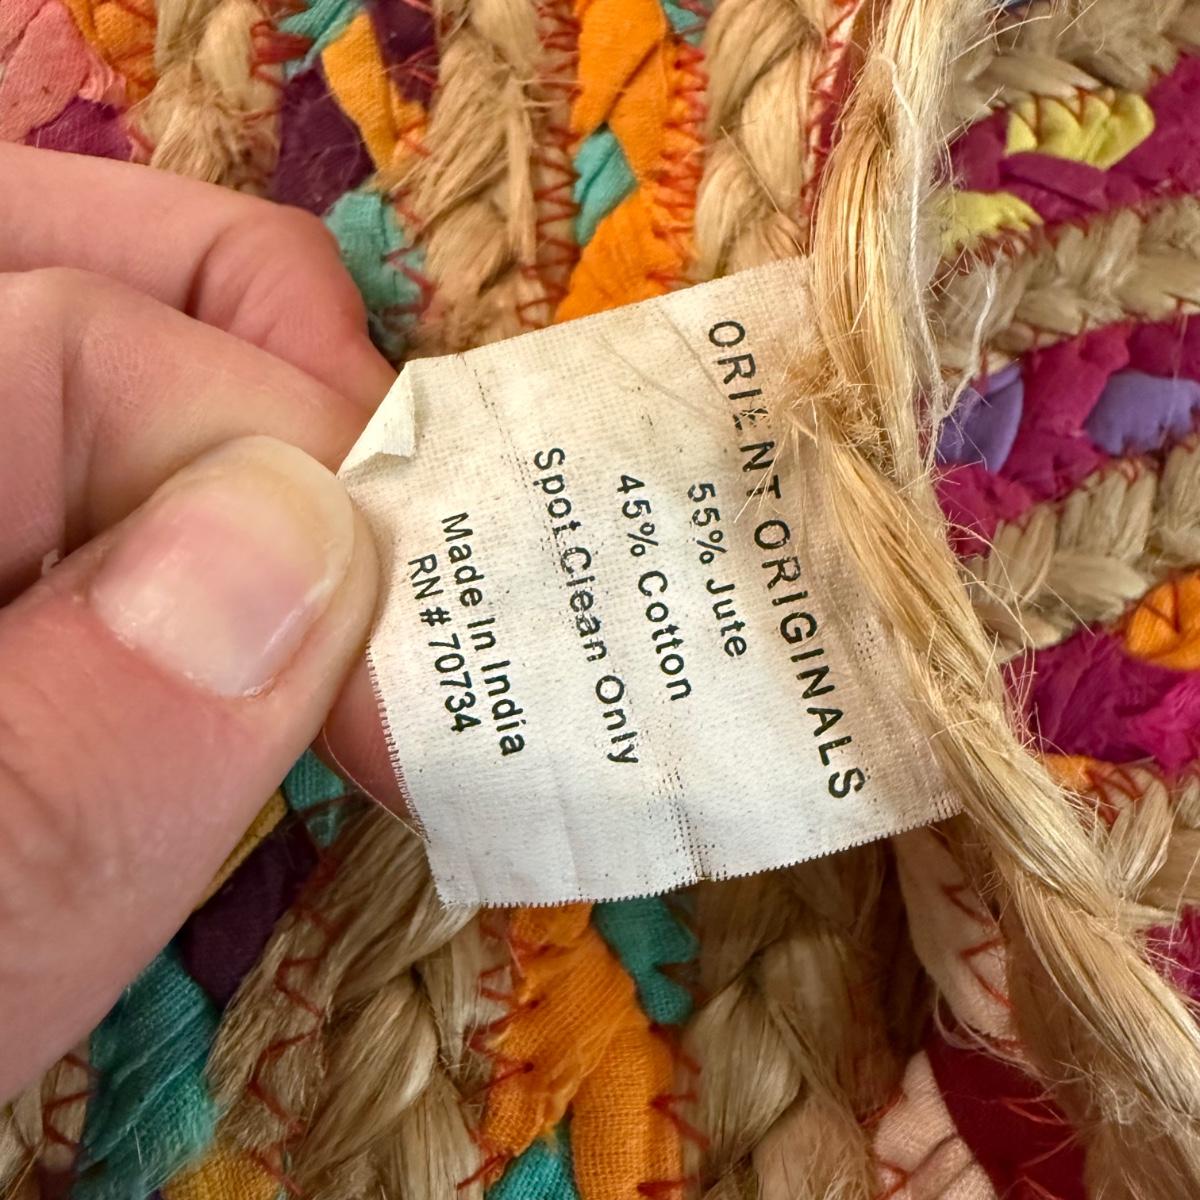 ORIENT ORIGINALS
55% Jute
45% Cotton
Spot Clean Only
Made In India
RN # 70734